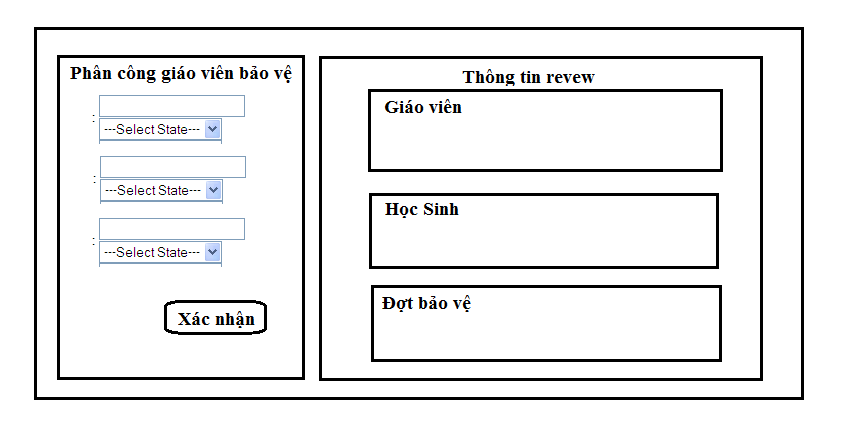 Phân công giáo viên bảo vệ
:
---Select State---
:
---Select State---
:
---Select State---
Xác nhận
Thông tin revew
Giáo viên
Học Sinh
Đợt bảo vệ